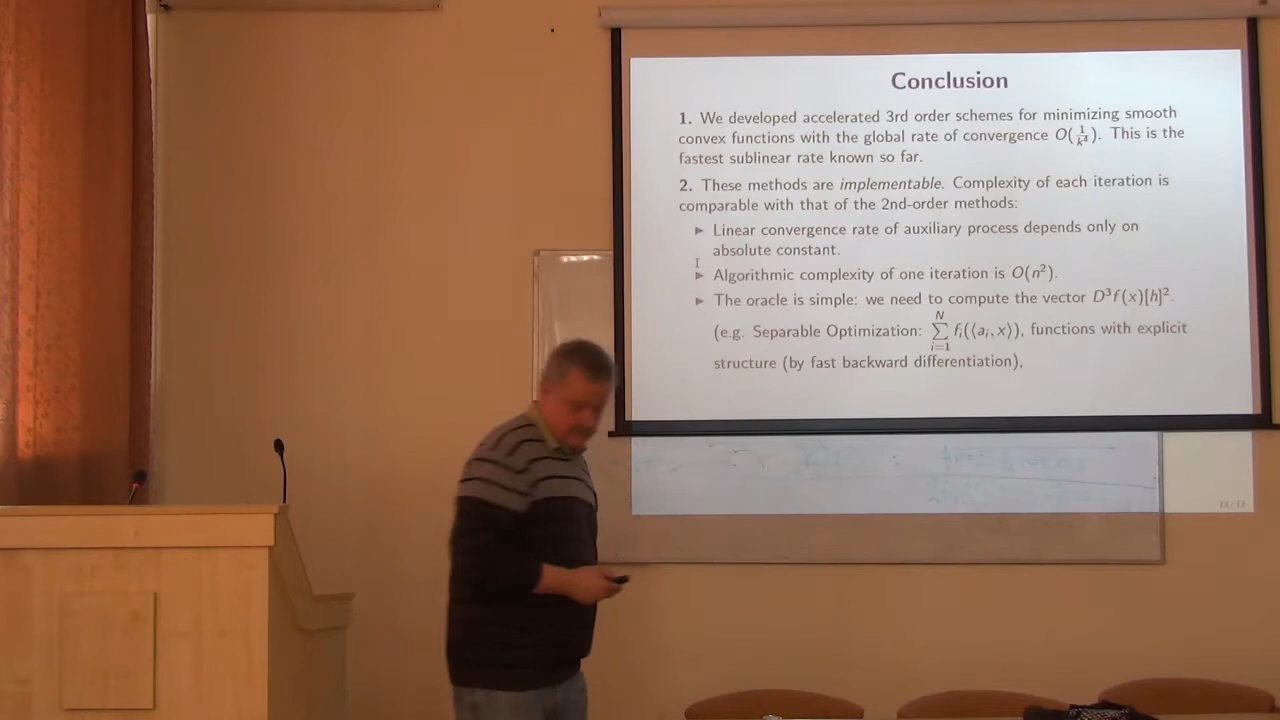 Conclusion
1. We developed accelerated 3rd order schemes for minimizing smooth
convex functions with the global rate of convergence O(1/k⁴). This is the
fastest sublinear rate known so far.
2. These methods are implementable. Complexity of each iteration is
comparable with that of the 2nd-order methods:
▶ Linear convergence rate of auxiliary process depends only on
absolute constant.
▶ Algorithmic complexity of one iteration is O(n²).
▶ The oracle is simple: we need to compute the vector D³f(x)[h]².
(e.g. Separable Optimization: ∑_{i=1}^{N} f_i(⟨a_i, x⟩), functions with explicit
structure (by fast backward differentiation),